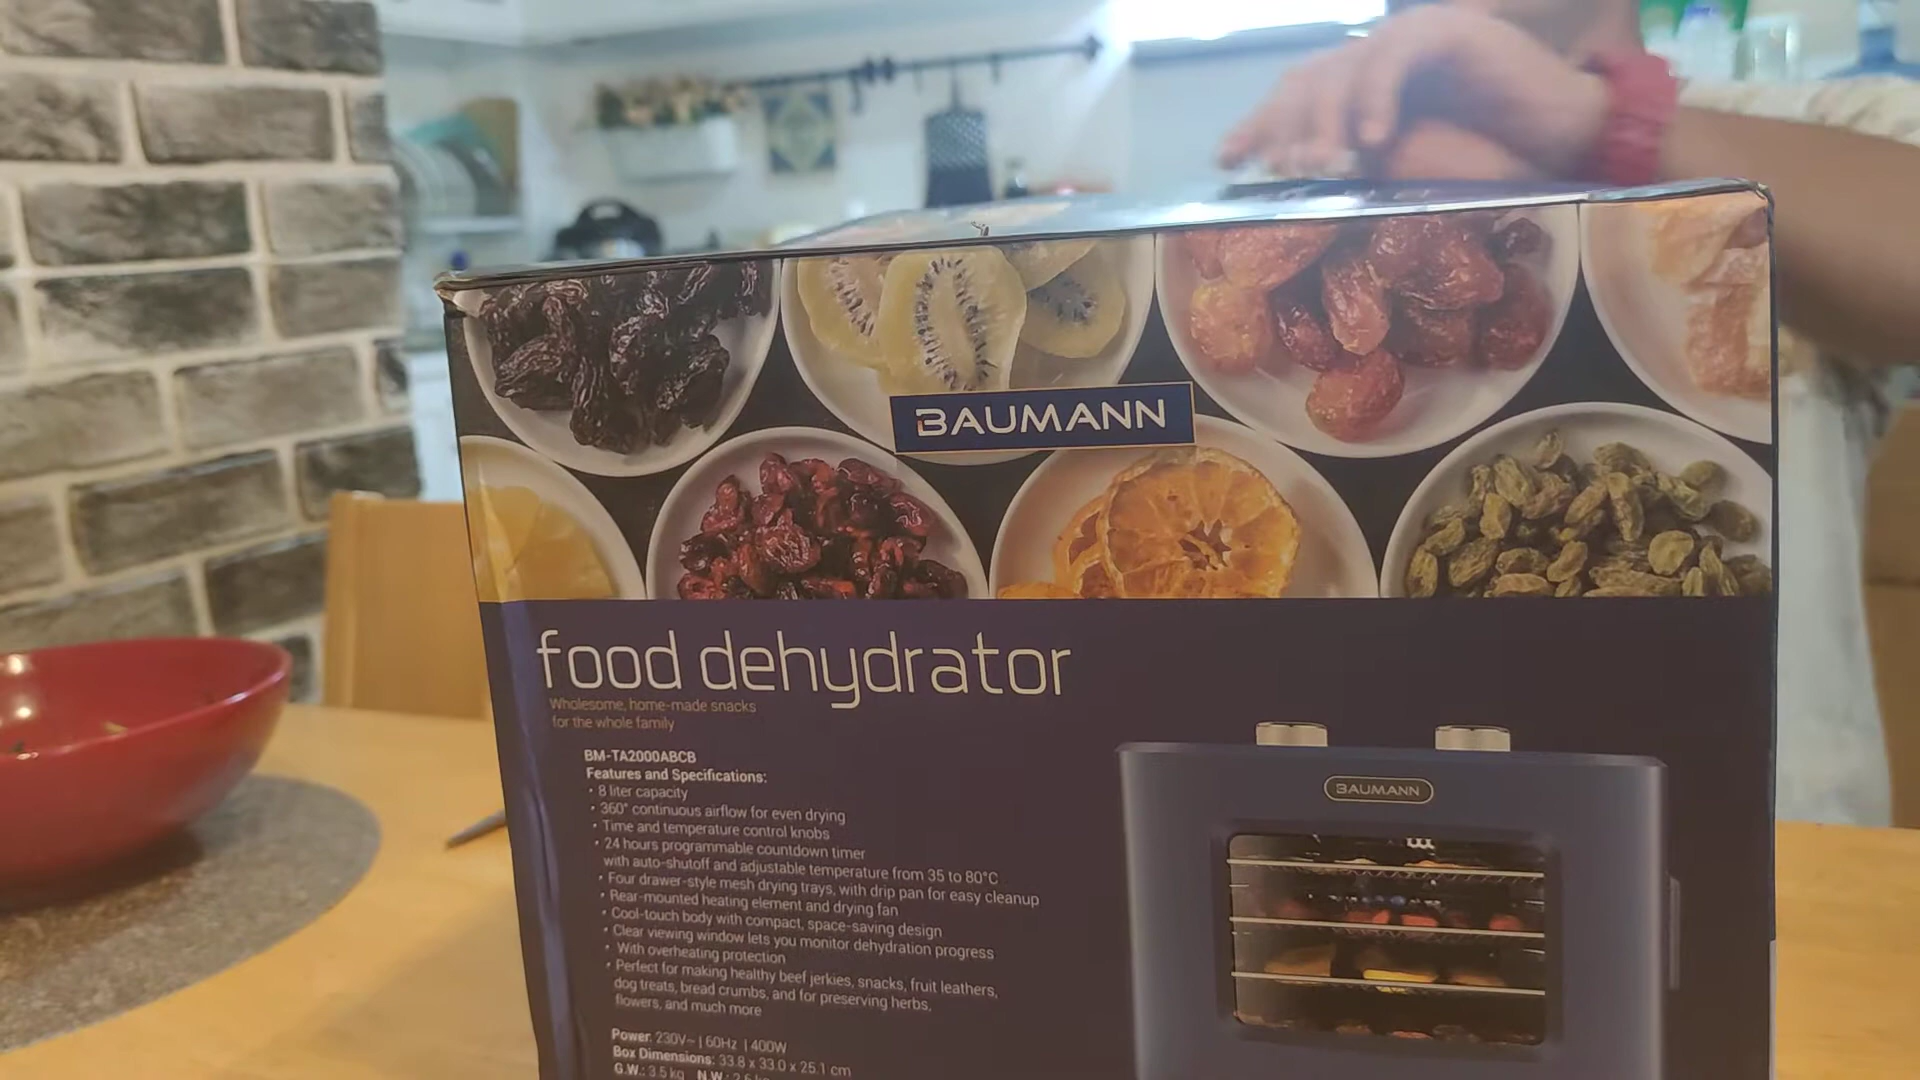 BAUMANN
food dehydrator
Wholesome, home-made snacks
for the whole family
BM-TA2000ABCB
Features and Specifications:
• 8 liter capacity
• 360° continuous airflow for even drying
• Time and temperature control knobs
• 24 hours programmable countdown timer
with auto-shutoff and adjustable temperature from 35 to 80°C
• Four drawer-style mesh drying trays, with drip pan for easy cleanup
• Rear-mounted heating element and drying fan
• Cool-touch body with compact, space-saving design
• Clear viewing window lets you monitor dehydration progress
• With overheating protection
• Perfect for making healthy beef jerkies, snacks, fruit leathers,
dog treats, bread crumbs, and for preserving herbs,
flowers, and much more
Power: 230V~ | 60Hz | 400W
Box Dimensions: 33.8 x 33.0 x 25.1 cm
G.W.: 3.5 kg N.W.:
BAUMANN